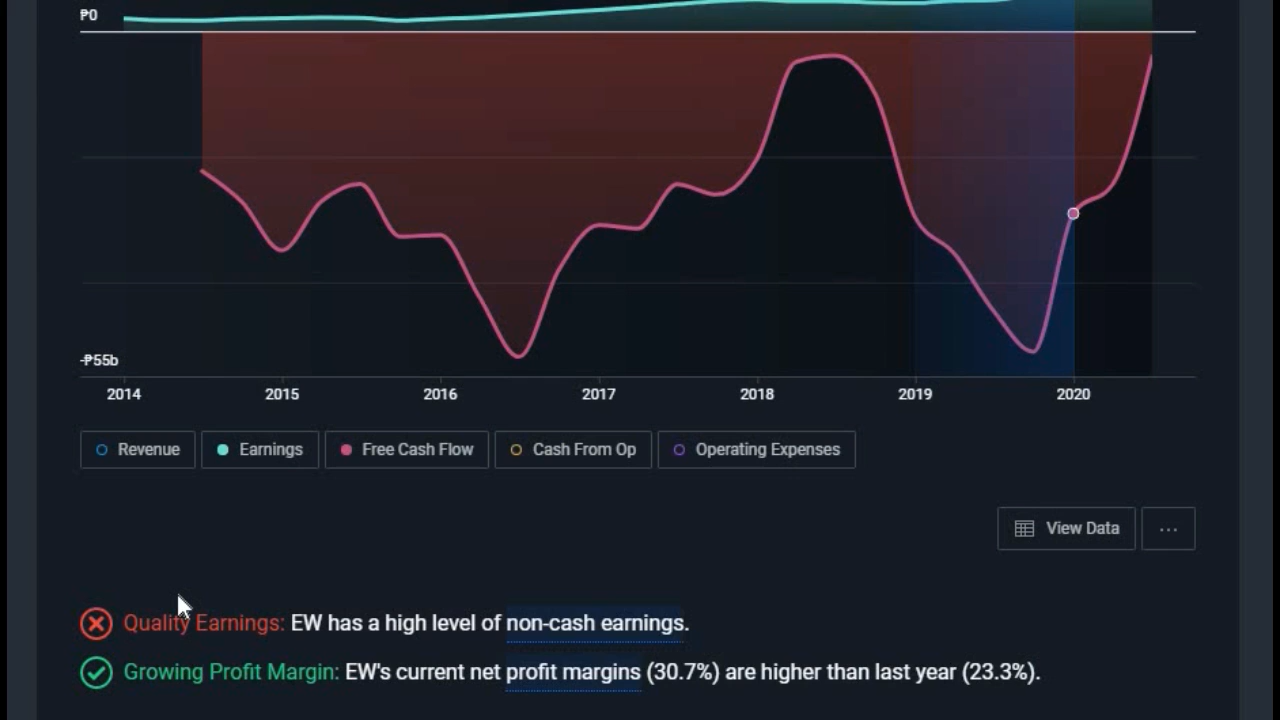 ₱0
-₱55b
2014 2015 2016 2017 2018 2019 2020
Revenue Earnings Free Cash Flow Cash From Op Operating Expenses
View Data ...
Quality Earnings: EW has a high level of non-cash earnings.
Growing Profit Margin: EW's current net profit margins (30.7%) are higher than last year (23.3%).